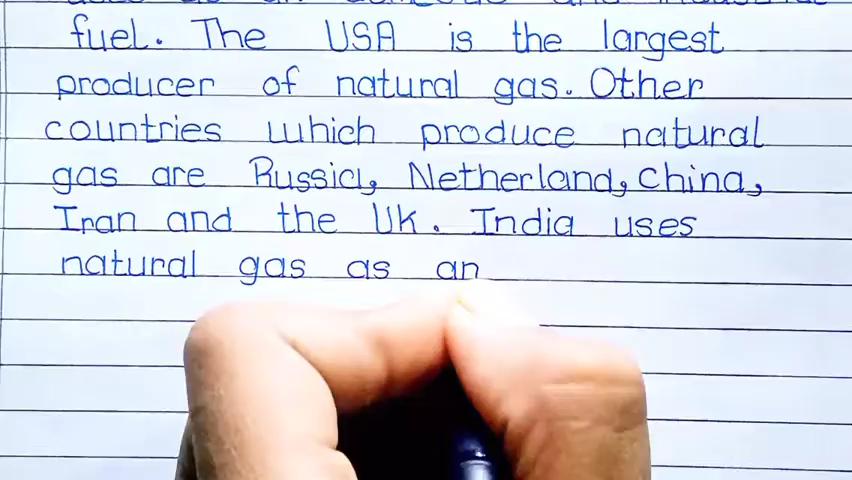 fuel. The USA is the largest
producer of natural gas. Other
countries which produce natural
gas are Russia, Netherland, China,
Iran and the UK. India uses
natural gas as an